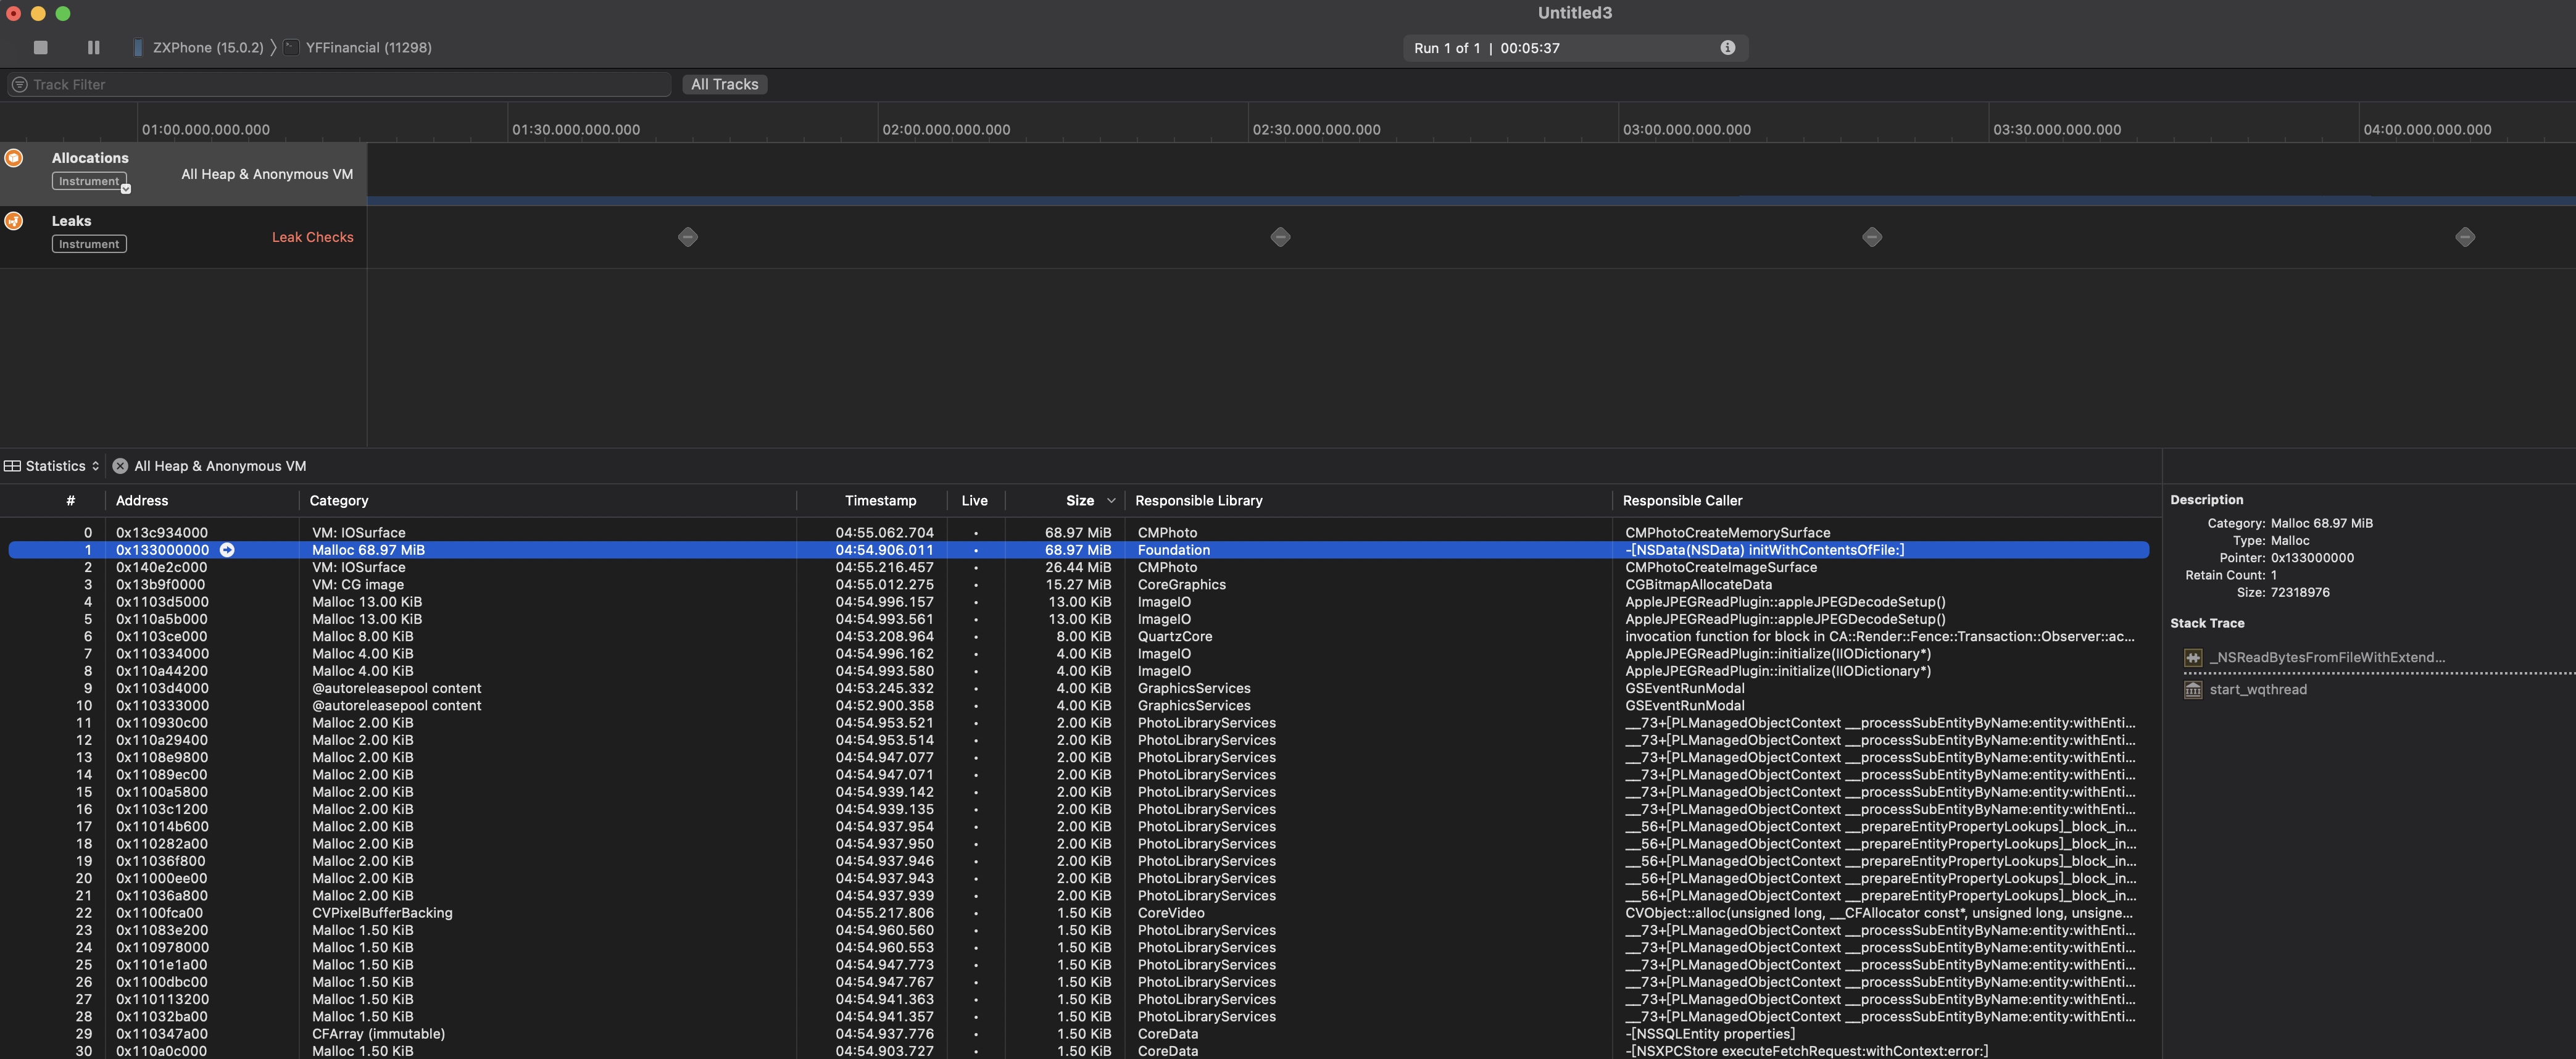 Untitled3
ZXPhone (15.0.2) 〉 YFFinancial (11298)
Run 1 of 1 | 00:05:37
Track Filter
All Tracks
01:00.000.000.000 01:30.000.000.000 02:00.000.000.000 02:30.000.000.000 03:00.000.000.000 03:30.000.000.000 04:00.000.000.000
Allocations
Instrument
All Heap & Anonymous VM
Leaks
Instrument
Leak Checks
Statistics All Heap & Anonymous VM
# Address Category Timestamp Live Size Responsible Library Responsible Caller
0 0x13c934000 VM: IOSurface 04:55.062.704 • 68.97 MiB CMPhoto CMPhotoCreateMemorySurface
1 0x133000000 Malloc 68.97 MiB 04:54.906.011 • 68.97 MiB Foundation -[NSData(NSData) initWithContentsOfFile:]
2 0x140e2c000 VM: IOSurface 04:55.216.457 • 26.44 MiB CMPhoto CMPhotoCreateImageSurface
3 0x13b9f0000 VM: CG image 04:55.012.275 • 15.27 MiB CoreGraphics CGBitmapAllocateData
4 0x1103d5000 Malloc 13.00 KiB 04:54.996.157 • 13.00 KiB ImageIO AppleJPEGReadPlugin::appleJPEGDecodeSetup()
5 0x110a5b000 Malloc 13.00 KiB 04:54.993.561 • 13.00 KiB ImageIO AppleJPEGReadPlugin::appleJPEGDecodeSetup()
6 0x1103ce000 Malloc 8.00 KiB 04:53.208.964 • 8.00 KiB QuartzCore invocation function for block in CA::Render::Fence::Transaction::Observer::ac...
7 0x110334000 Malloc 4.00 KiB 04:54.996.162 • 4.00 KiB ImageIO AppleJPEGReadPlugin::initialize(IIODictionary*)
8 0x110a44200 Malloc 4.00 KiB 04:54.993.580 • 4.00 KiB ImageIO AppleJPEGReadPlugin::initialize(IIODictionary*)
9 0x1103d4000 @autoreleasepool content 04:53.245.332 • 4.00 KiB GraphicsServices GSEventRunModal
10 0x110333000 @autoreleasepool content 04:52.900.358 • 4.00 KiB GraphicsServices GSEventRunModal
11 0x110930c00 Malloc 2.00 KiB 04:54.953.521 • 2.00 KiB PhotoLibraryServices __73+[PLManagedObjectContext __processSubEntityByName:entity:withEnti...
12 0x110a29400 Malloc 2.00 KiB 04:54.953.514 • 2.00 KiB PhotoLibraryServices __73+[PLManagedObjectContext __processSubEntityByName:entity:withEnti...
13 0x1108e9800 Malloc 2.00 KiB 04:54.947.077 • 2.00 KiB PhotoLibraryServices __73+[PLManagedObjectContext __processSubEntityByName:entity:withEnti...
14 0x11089ec00 Malloc 2.00 KiB 04:54.947.071 • 2.00 KiB PhotoLibraryServices __73+[PLManagedObjectContext __processSubEntityByName:entity:withEnti...
15 0x1100a5800 Malloc 2.00 KiB 04:54.939.142 • 2.00 KiB PhotoLibraryServices __73+[PLManagedObjectContext __processSubEntityByName:entity:withEnti...
16 0x1103c1200 Malloc 2.00 KiB 04:54.939.135 • 2.00 KiB PhotoLibraryServices __73+[PLManagedObjectContext __processSubEntityByName:entity:withEnti...
17 0x11014b600 Malloc 2.00 KiB 04:54.937.954 • 2.00 KiB PhotoLibraryServices __56+[PLManagedObjectContext __prepareEntityPropertyLookups]_block_in...
18 0x110282a00 Malloc 2.00 KiB 04:54.937.950 • 2.00 KiB PhotoLibraryServices __56+[PLManagedObjectContext __prepareEntityPropertyLookups]_block_in...
19 0x11036f800 Malloc 2.00 KiB 04:54.937.946 • 2.00 KiB PhotoLibraryServices __56+[PLManagedObjectContext __prepareEntityPropertyLookups]_block_in...
20 0x11000ee00 Malloc 2.00 KiB 04:54.937.943 • 2.00 KiB PhotoLibraryServices __56+[PLManagedObjectContext __prepareEntityPropertyLookups]_block_in...
21 0x11036a800 Malloc 2.00 KiB 04:54.937.939 • 2.00 KiB PhotoLibraryServices __56+[PLManagedObjectContext __prepareEntityPropertyLookups]_block_in...
22 0x1100fca00 CVPixelBufferBacking 04:55.217.806 • 1.50 KiB CoreVideo CVObject::alloc(unsigned long, __CFAllocator const*, unsigned long, unsigne...
23 0x11083e200 Malloc 1.50 KiB 04:54.960.560 • 1.50 KiB PhotoLibraryServices __73+[PLManagedObjectContext __processSubEntityByName:entity:withEnti...
24 0x110978000 Malloc 1.50 KiB 04:54.960.553 • 1.50 KiB PhotoLibraryServices __73+[PLManagedObjectContext __processSubEntityByName:entity:withEnti...
25 0x1101e1a00 Malloc 1.50 KiB 04:54.947.773 • 1.50 KiB PhotoLibraryServices __73+[PLManagedObjectContext __processSubEntityByName:entity:withEnti...
26 0x1100dbc00 Malloc 1.50 KiB 04:54.947.767 • 1.50 KiB PhotoLibraryServices __73+[PLManagedObjectContext __processSubEntityByName:entity:withEnti...
27 0x110113200 Malloc 1.50 KiB 04:54.941.363 • 1.50 KiB PhotoLibraryServices __73+[PLManagedObjectContext __processSubEntityByName:entity:withEnti...
28 0x11032ba00 Malloc 1.50 KiB 04:54.941.357 • 1.50 KiB PhotoLibraryServices __73+[PLManagedObjectContext __processSubEntityByName:entity:withEnti...
29 0x110347a00 CFArray (immutable) 04:54.937.776 • 1.50 KiB CoreData -[NSSQLEntity properties]
30 0x110a0c000 Malloc 1.50 KiB 04:54.903.727 • 1.50 KiB CoreData -[NSXPCStore executeFetchRequest:withContext:error:]
Description
Category: Malloc 68.97 MiB
Type: Malloc
Pointer: 0x133000000
Retain Count: 1
Size: 72318976
Stack Trace
_NSReadBytesFromFileWithExtend...
start_wqthread